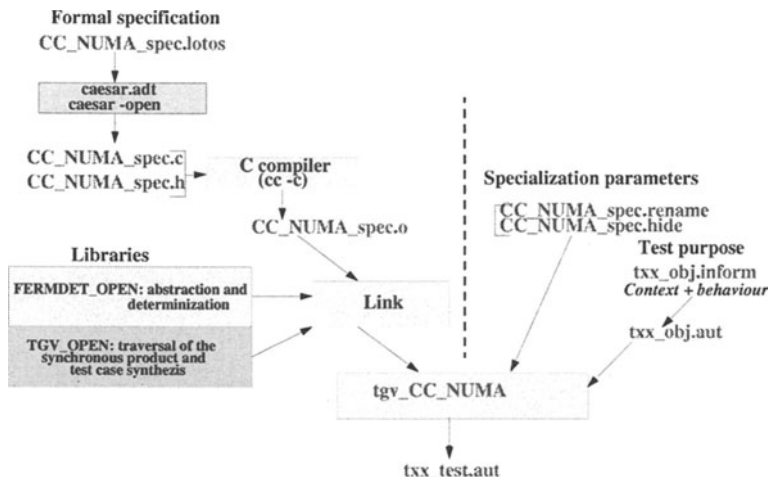 Formal specification
CC_NUMA_spec.lotos
caesar.adt
caesar -open
CC_NUMA_spec.c
CC_NUMA_spec.h
C compiler
(cc -c)
CC_NUMA_spec.o
Libraries
FERMDET_OPEN: abstraction and
determinization
TGV_OPEN: traversal of the
synchronous product and
test case synthezis
Link
Specialization parameters
CC_NUMA_spec.rename
CC_NUMA_spec.hide
Test purpose
txx_obj.inform
Context + behaviour
txx_obj.aut
tgv_CC_NUMA
txx_test.aut